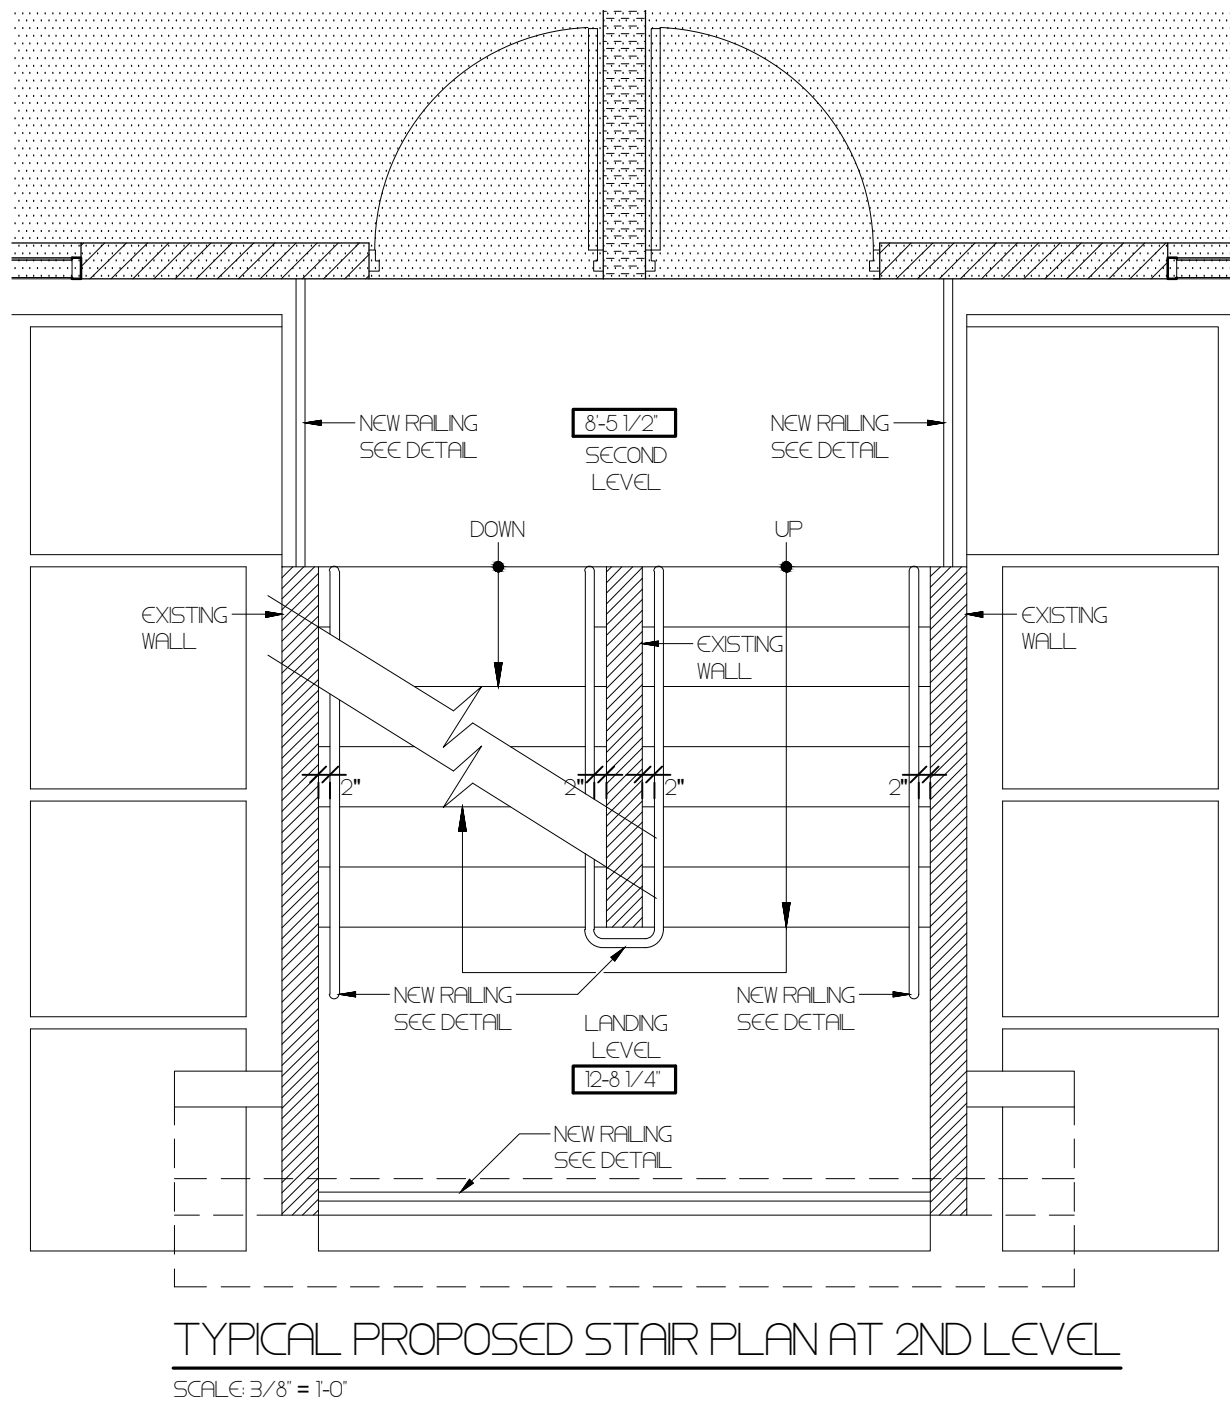 NEW RAILING
SEE DETAIL
8'-5 1/2"
SECOND
LEVEL
NEW RAILING
SEE DETAIL
DOWN
UP
EXISTING
WALL
EXISTING
WALL
EXISTING
WALL
2"
2"
2"
2"
NEW RAILING
SEE DETAIL
NEW RAILING
SEE DETAIL
LANDING
LEVEL
12-8 1/4"
NEW RAILING
SEE DETAIL
TYPICAL PROPOSED STAIR PLAN AT 2ND LEVEL
SCALE: 3/8" = 1'-0"